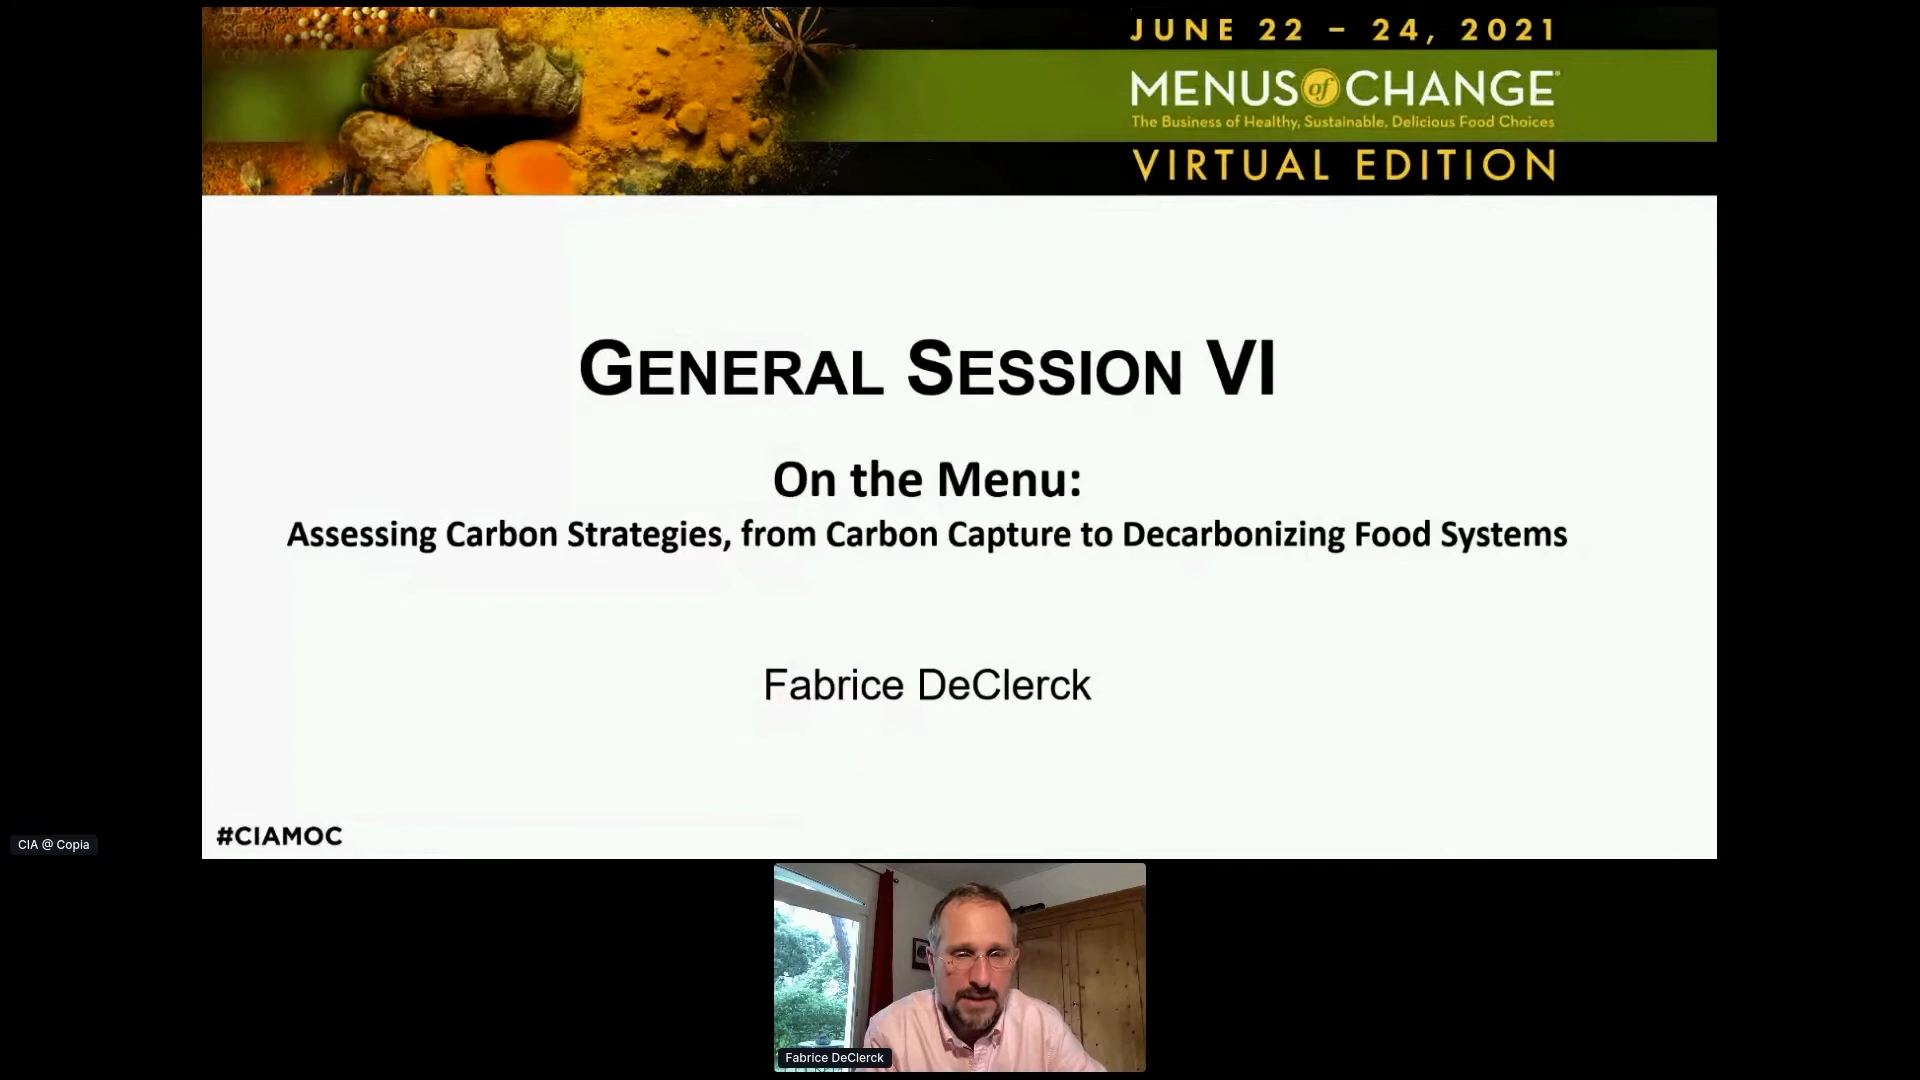 JUNE 22 – 24, 2021
MENUS of CHANGE®
The Business of Healthy, Sustainable, Delicious Food Choices
VIRTUAL EDITION
GENERAL SESSION VI
On the Menu:
Assessing Carbon Strategies, from Carbon Capture to Decarbonizing Food Systems
Fabrice DeClerck
#CIAMOC
CIA @ Copia
Fabrice DeClerck